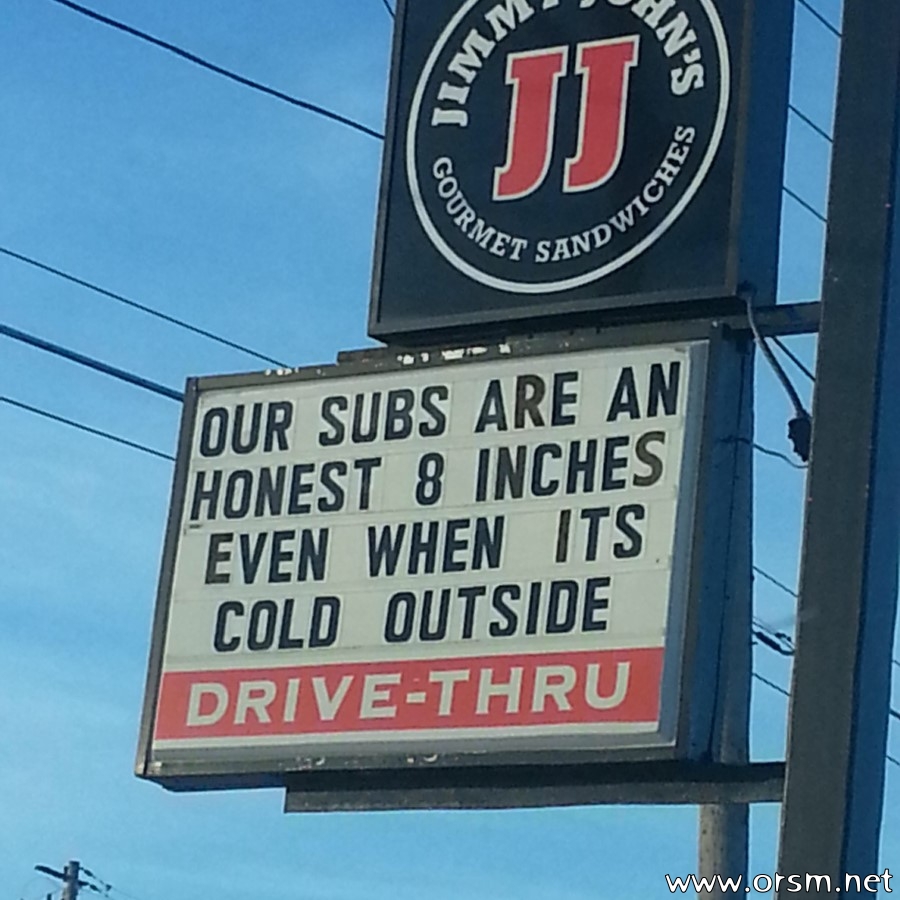 JIMMY JOHN'S
JJ
GOURMET SANDWICHES
OUR SUBS ARE AN
HONEST 8 INCHES
EVEN WHEN ITS
COLD OUTSIDE
DRIVE-THRU
www.orsm.net